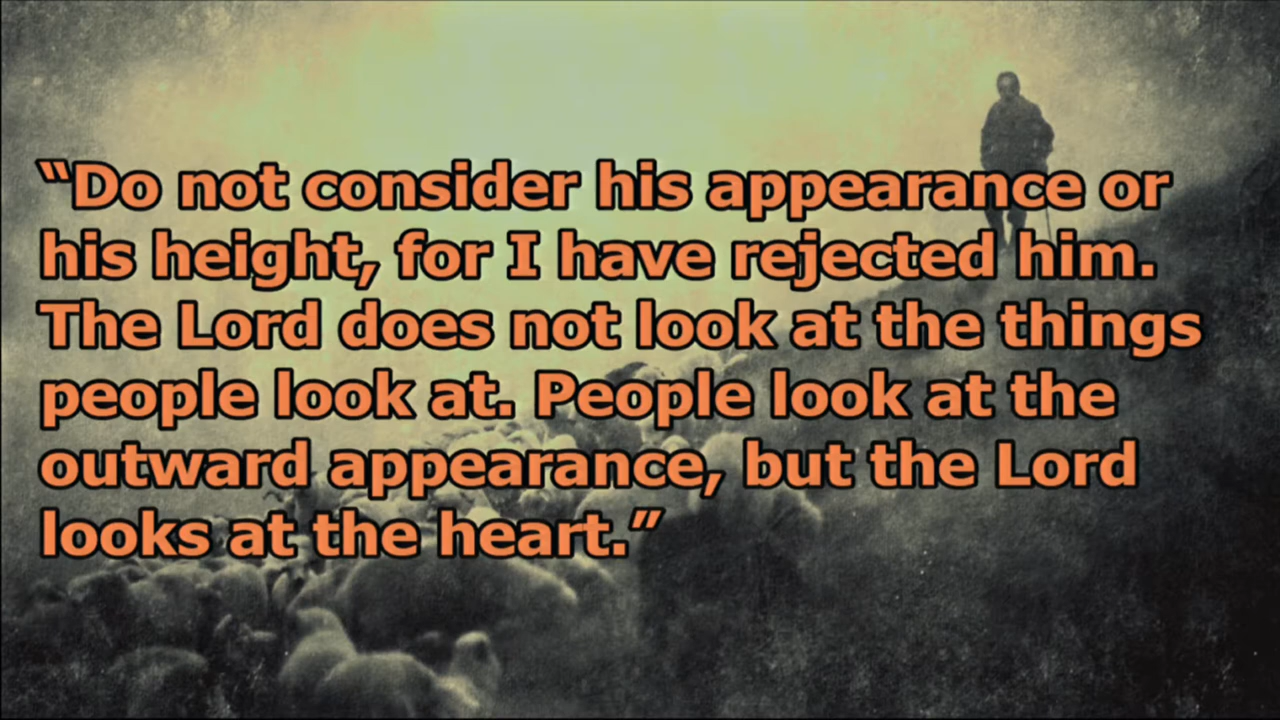 “Do not consider his appearance or
his height, for I have rejected him.
The Lord does not look at the things
people look at. People look at the
outward appearance, but the Lord
looks at the heart.”